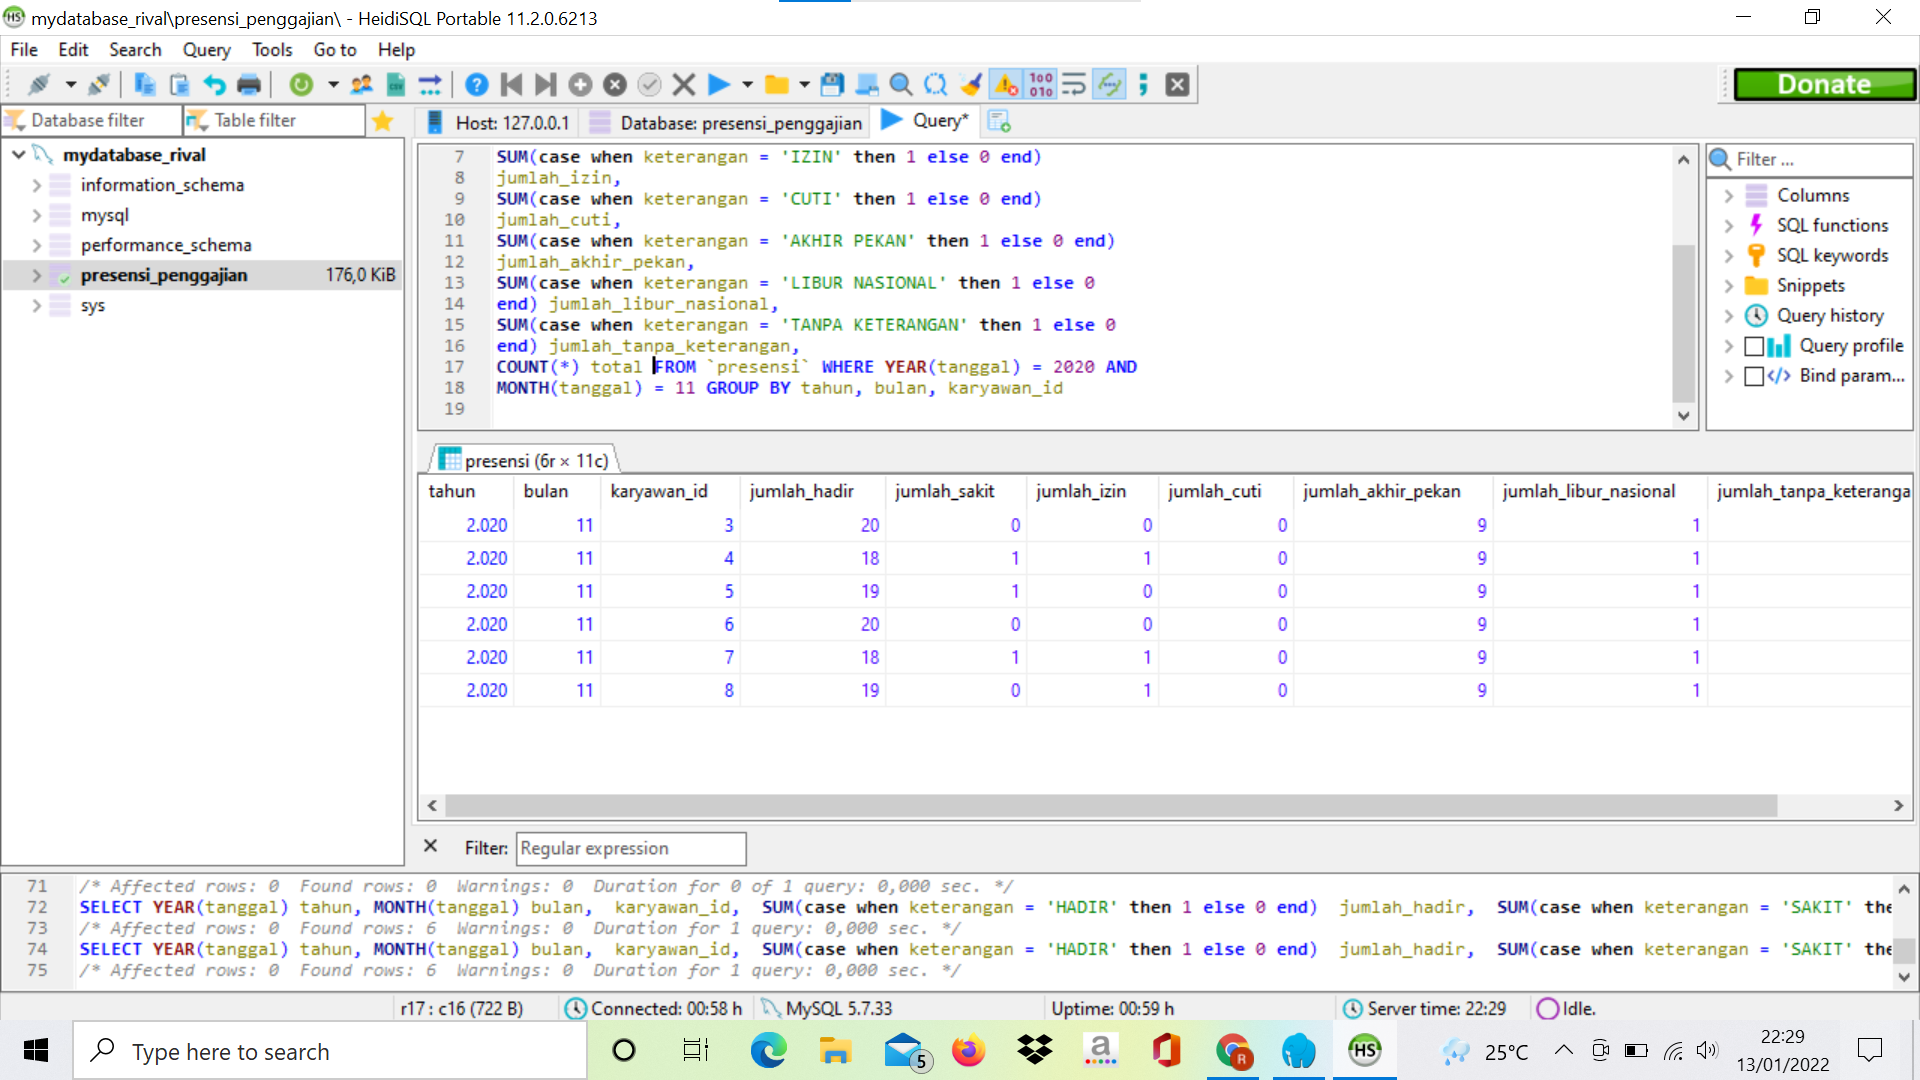 mydatabase_rival\presensi_penggajian\ - HeidiSQL Portable 11.2.0.6213
File Edit Search Query Tools Go to Help
Donate
Database filter Table filter
Host: 127.0.0.1 Database: presensi_penggajian Query*
mydatabase_rival
information_schema
mysql
performance_schema
presensi_penggajian 176,0 KiB
sys
7 SUM(case when keterangan = 'IZIN' then 1 else 0 end)
8 jumlah_izin,
9 SUM(case when keterangan = 'CUTI' then 1 else 0 end)
10 jumlah_cuti,
11 SUM(case when keterangan = 'AKHIR PEKAN' then 1 else 0 end)
12 jumlah_akhir_pekan,
13 SUM(case when keterangan = 'LIBUR NASIONAL' then 1 else 0
14 end) jumlah_libur_nasional,
15 SUM(case when keterangan = 'TANPA KETERANGAN' then 1 else 0
16 end) jumlah_tanpa_keterangan,
17 COUNT(*) total FROM `presensi` WHERE YEAR(tanggal) = 2020 AND
18 MONTH(tanggal) = 11 GROUP BY tahun, bulan, karyawan_id
19
Filter ...
Columns
SQL functions
SQL keywords
Snippets
Query history
Query profile
Bind param...
presensi (6r × 11c)
tahun bulan karyawan_id jumlah_hadir jumlah_sakit jumlah_izin jumlah_cuti jumlah_akhir_pekan jumlah_libur_nasional jumlah_tanpa_keteranga
2.020 11 3 20 0 0 0 9 1
2.020 11 4 18 1 1 0 9 1
2.020 11 5 19 1 0 0 9 1
2.020 11 6 20 0 0 0 9 1
2.020 11 7 18 1 1 0 9 1
2.020 11 8 19 0 1 0 9 1
Filter: Regular expression
71 /* Affected rows: 0 Found rows: 0 Warnings: 0 Duration for 0 of 1 query: 0,000 sec. */
72 SELECT YEAR(tanggal) tahun, MONTH(tanggal) bulan, karyawan_id, SUM(case when keterangan = 'HADIR' then 1 else 0 end) jumlah_hadir, SUM(case when keterangan = 'SAKIT' the
73 /* Affected rows: 0 Found rows: 6 Warnings: 0 Duration for 1 query: 0,000 sec. */
74 SELECT YEAR(tanggal) tahun, MONTH(tanggal) bulan, karyawan_id, SUM(case when keterangan = 'HADIR' then 1 else 0 end) jumlah_hadir, SUM(case when keterangan = 'SAKIT' the
75 /* Affected rows: 0 Found rows: 6 Warnings: 0 Duration for 1 query: 0,000 sec. */
r17 : c16 (722 B) Connected: 00:58 h MySQL 5.7.33 Uptime: 00:59 h Server time: 22:29 Idle.
Type here to search
5
a
R
HS
25°C
22:29
13/01/2022